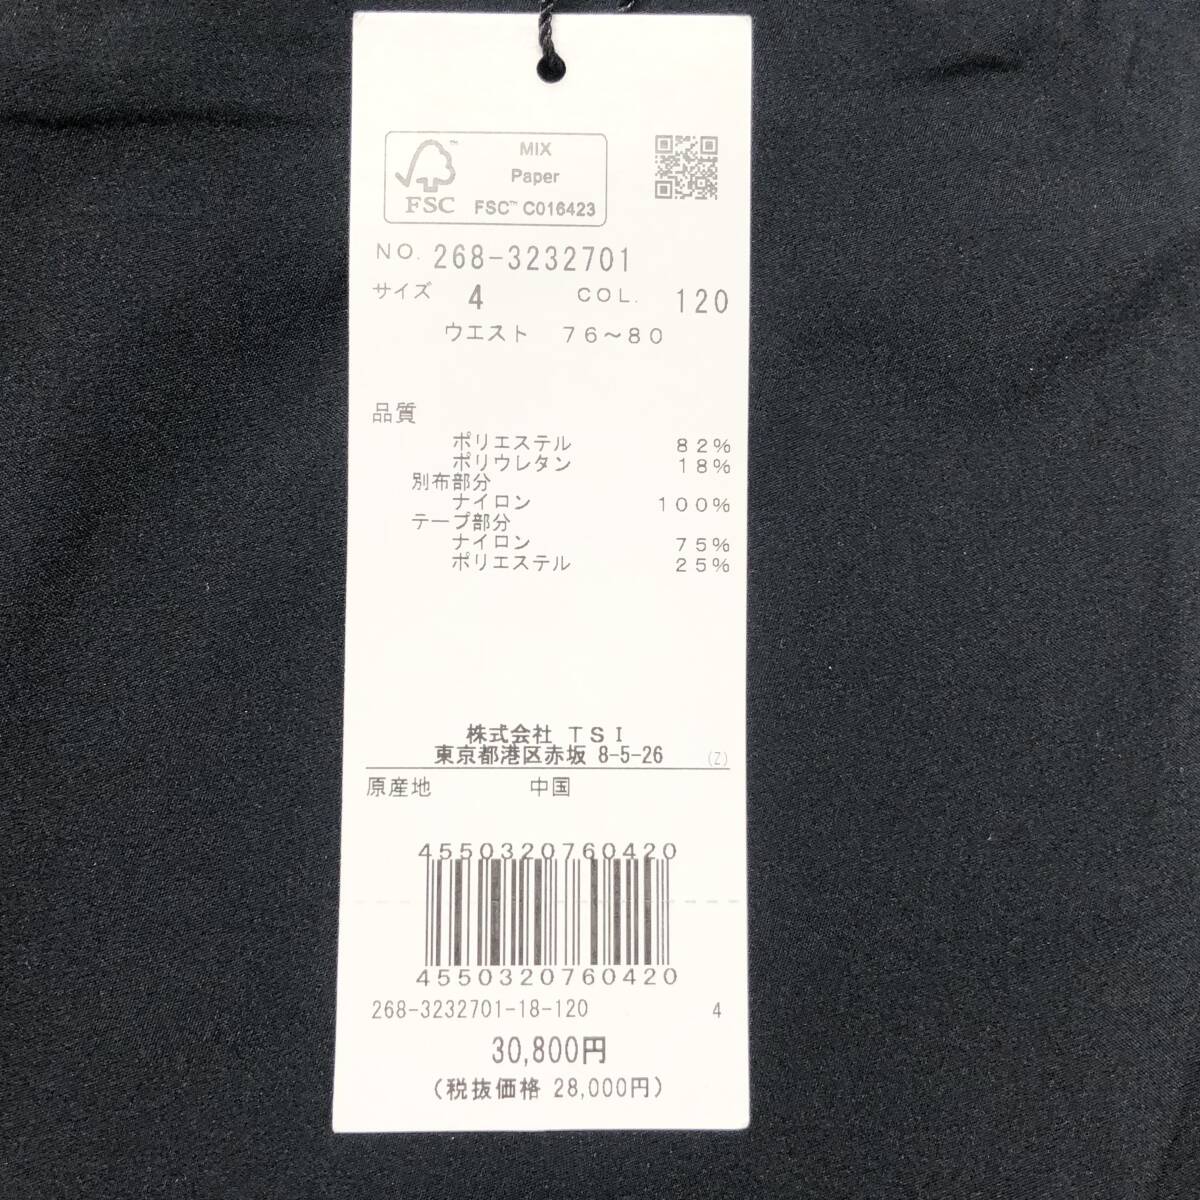 MIX
Paper
FSC™ C016423
FSC
NO. 268-3232701
サイズ 4 COL. 120
ウエスト 76～80
品質
ポリエステル 82%
ポリウレタン 18%
別布部分
ナイロン 100%
テープ部分
ナイロン 75%
ポリエステル 25%
株式会社 TSI
東京都港区赤坂 8-5-26 (Z)
原産地 中国
4550320760420
4550320760420
268-3232701-18-120 4
30,800円
(税抜価格 28,000円)